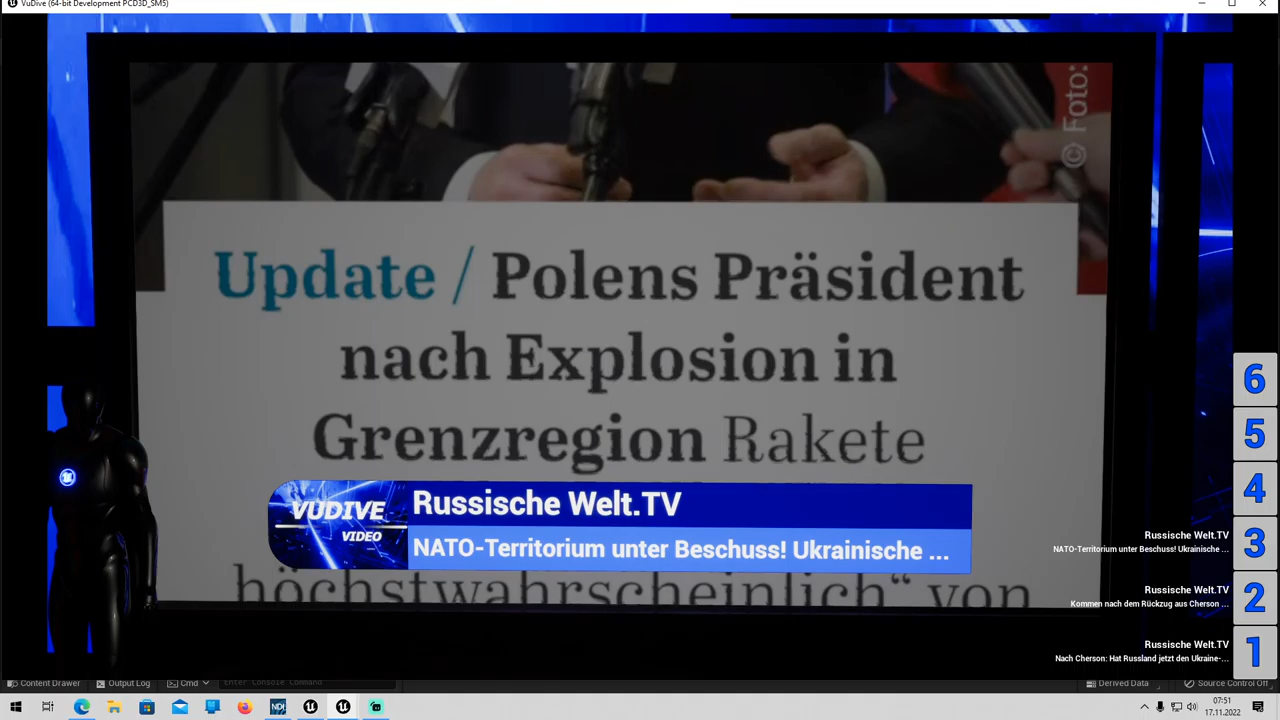 VuDive (64-bit Development PCD3D_SM5)
© Foto:
Update / Polens Präsident
nach Explosion in
Grenzregion Rakete
höchstwahrscheinlich“ von
VUDIVE
VIDEO
Russische Welt.TV
NATO-Territorium unter Beschuss! Ukrainische ...
6
5
4
Russische Welt.TV
NATO-Territorium unter Beschuss! Ukrainische ...
3
Russische Welt.TV
Kommen nach dem Rückzug aus Cherson ...
2
Russische Welt.TV
Nach Cherson: Hat Russland jetzt den Ukraine-...
1
Content Drawer
Output Log
Cmd
Enter Console Command
Derived Data
Source Control Off
NDI
07:51
17.11.2022